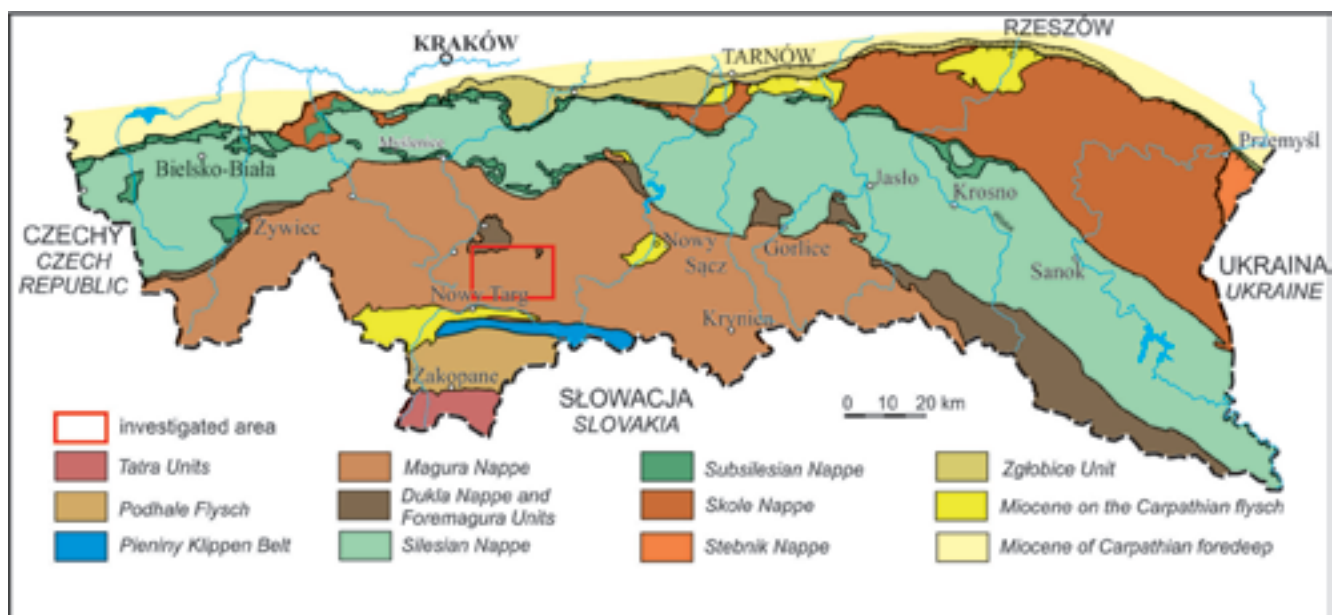 KRAKÓW
RZESZÓW
TARNÓW
Przemyśl
Myślenice
Bielsko-Biała
Jasło
Krosno
CZECHY
CZECH
REPUBLIC
Żywiec
Nowy
Sącz
Gorlice
Sanok
UKRAINA
UKRAINE
Nowy Targ
Krynica
Zakopane
SŁOWACJA
SLOVAKIA
0 10 20 km
investigated area
Tatra Units
Podhale Flysch
Pieniny Klippen Belt
Magura Nappe
Dukla Nappe and
Foremagura Units
Silesian Nappe
Subsilesian Nappe
Skole Nappe
Stebnik Nappe
Zgłobice Unit
Miocene on the Carpathian flysch
Miocene of Carpathian foredeep